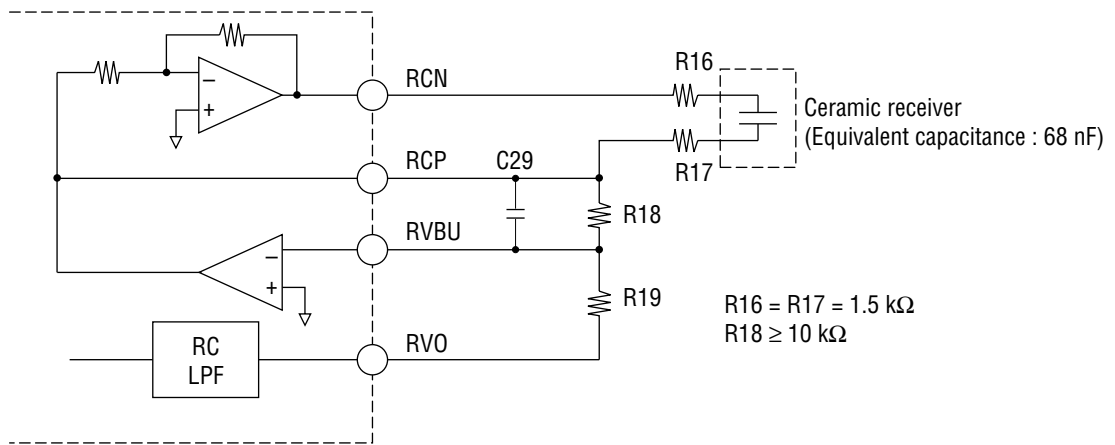 RCN
R16
Ceramic receiver
(Equivalent capacitance : 68 nF)
R17
RCP
C29
R18
RVBU
R19
R16 = R17 = 1.5 kΩ
R18 ≥ 10 kΩ
RC
LPF
RVO
−
+
−
+